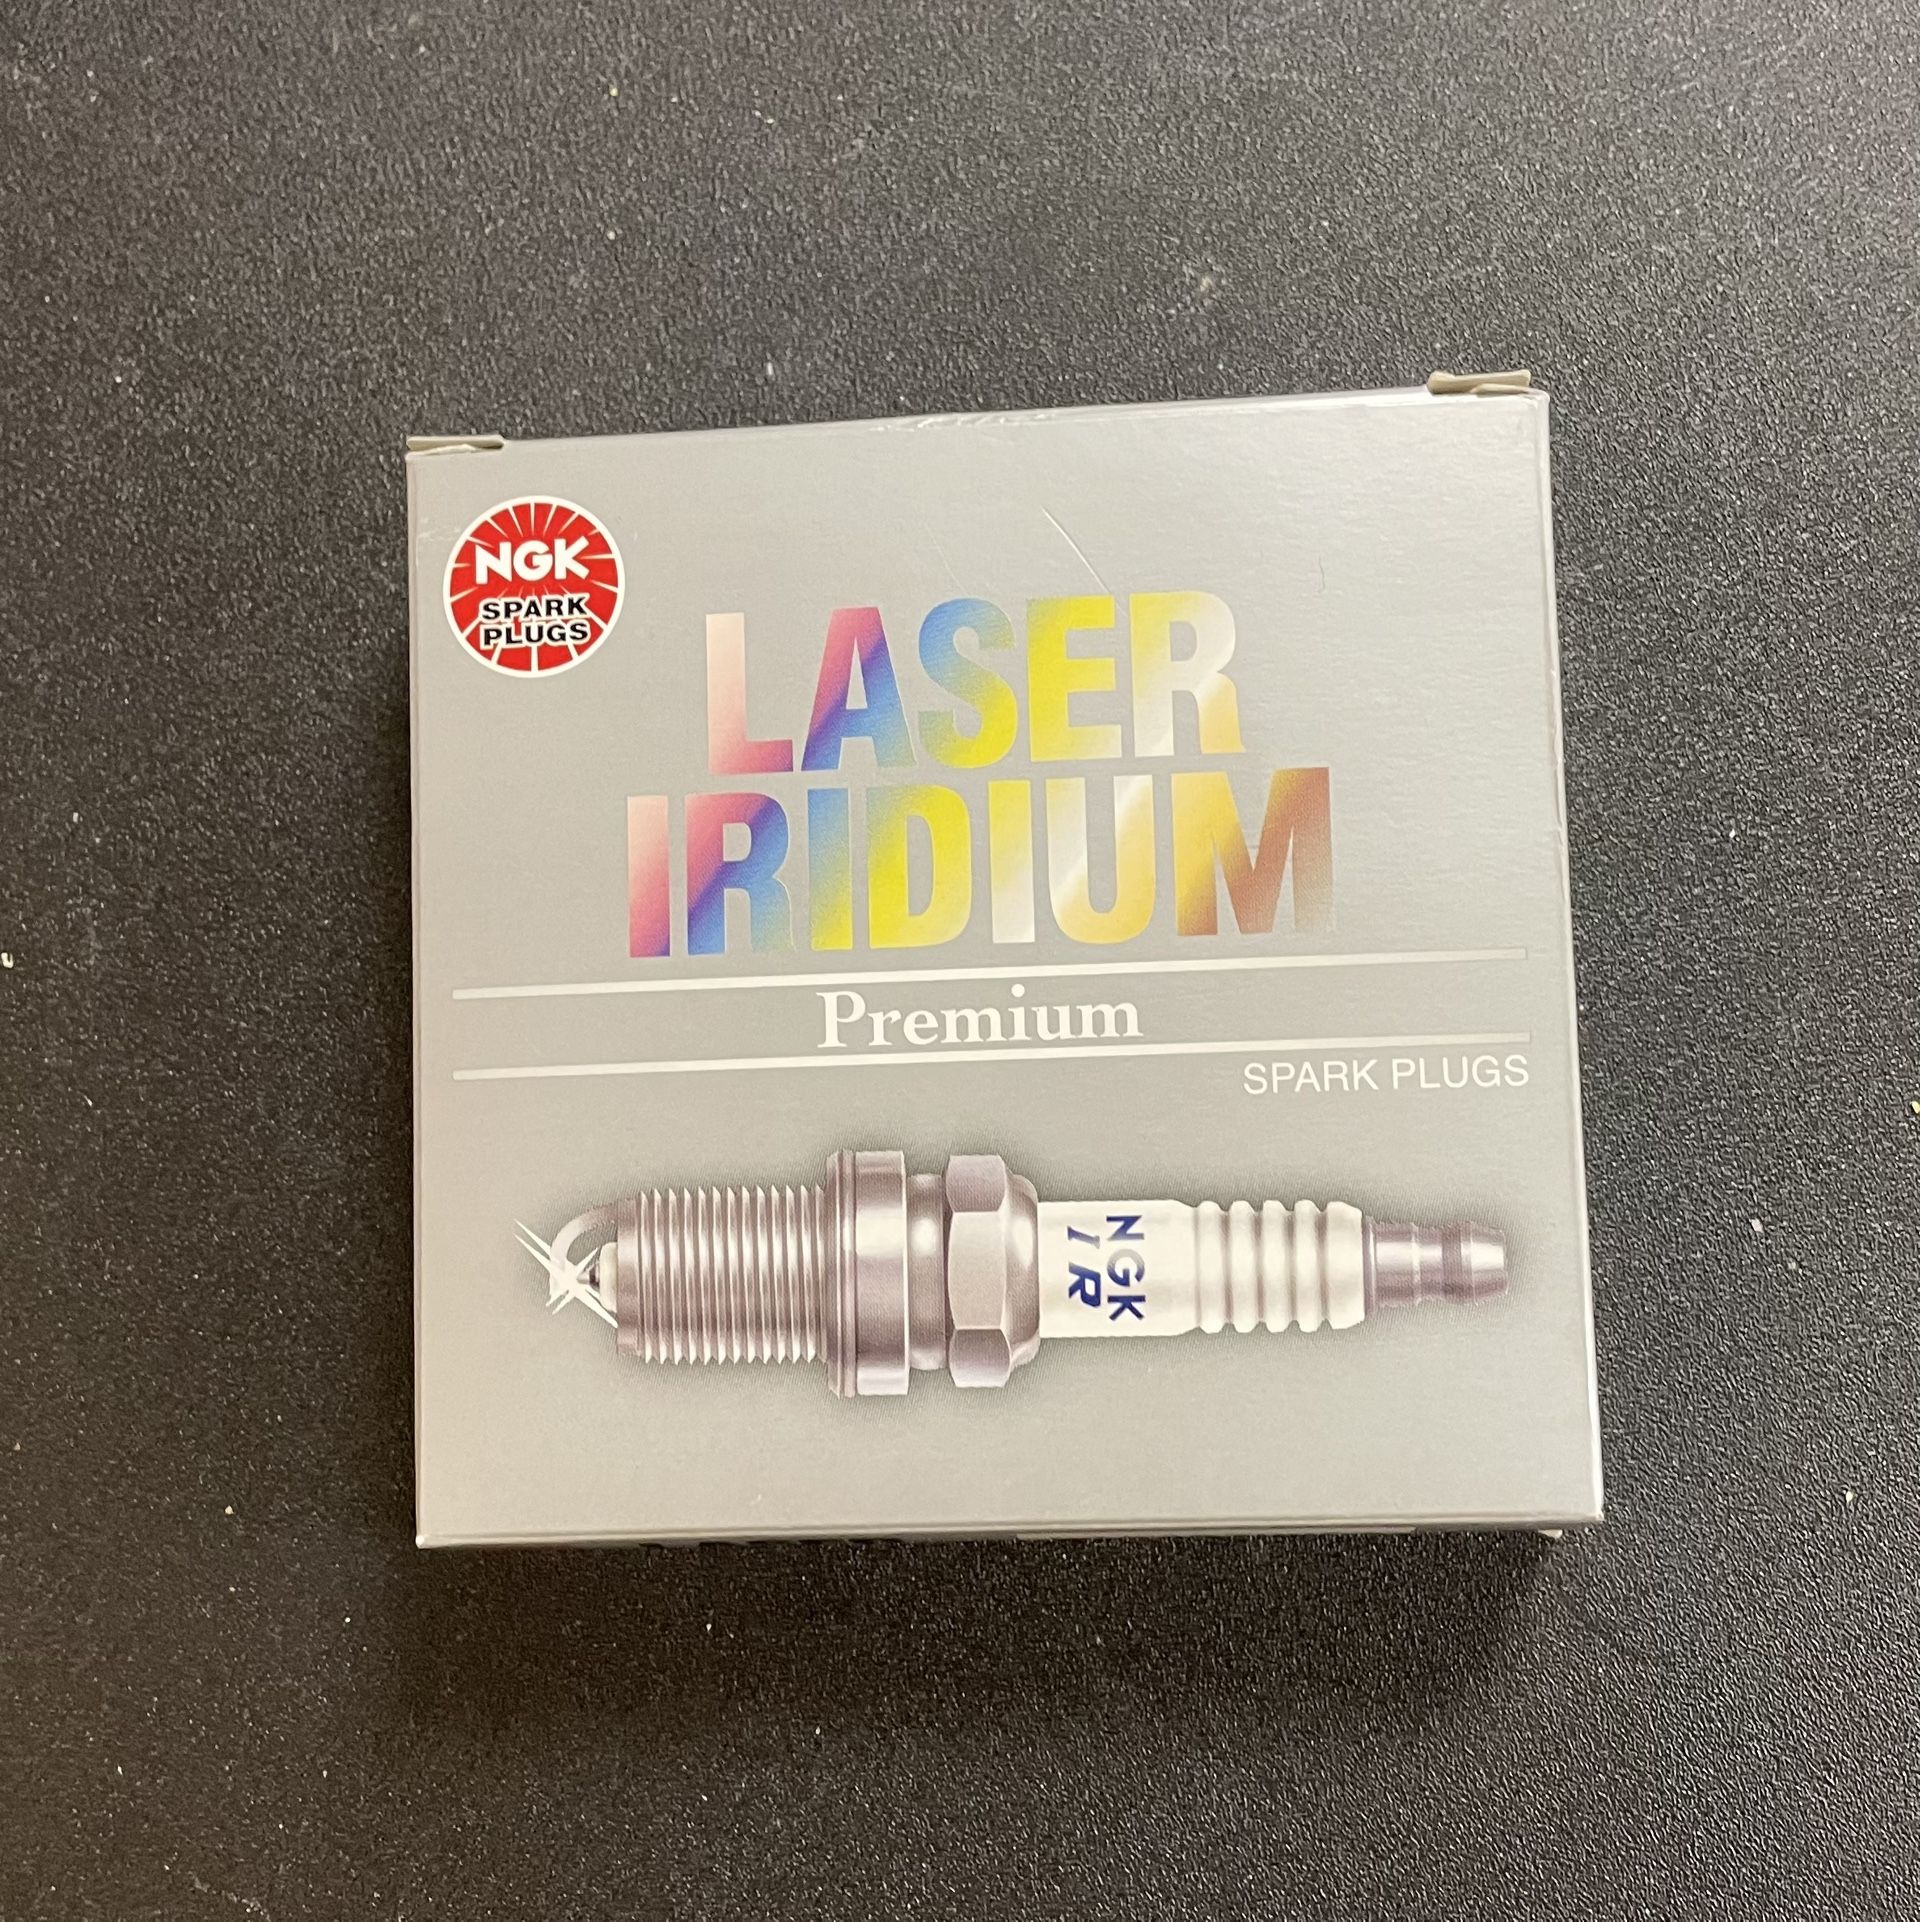 NGK
SPARK
PLUGS
LASER
IRIDIUM
Premium
SPARK PLUGS
NGK
IR